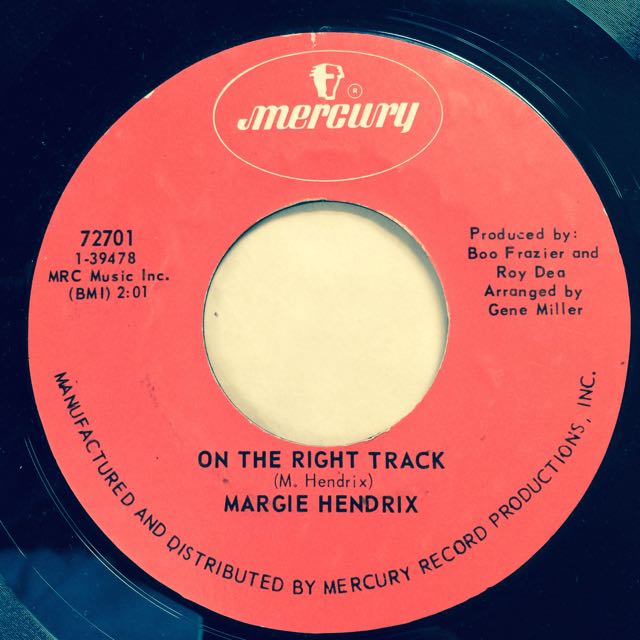 mercury
®
72701
1-39478
MRC Music Inc.
(BMI) 2:01
Produced by:
Boo Frazier and
Roy Dea
Arranged by
Gene Miller
ON THE RIGHT TRACK
(M. Hendrix)
MARGIE HENDRIX
MANUFACTURED AND DISTRIBUTED BY MERCURY RECORD PRODUCTIONS, INC.